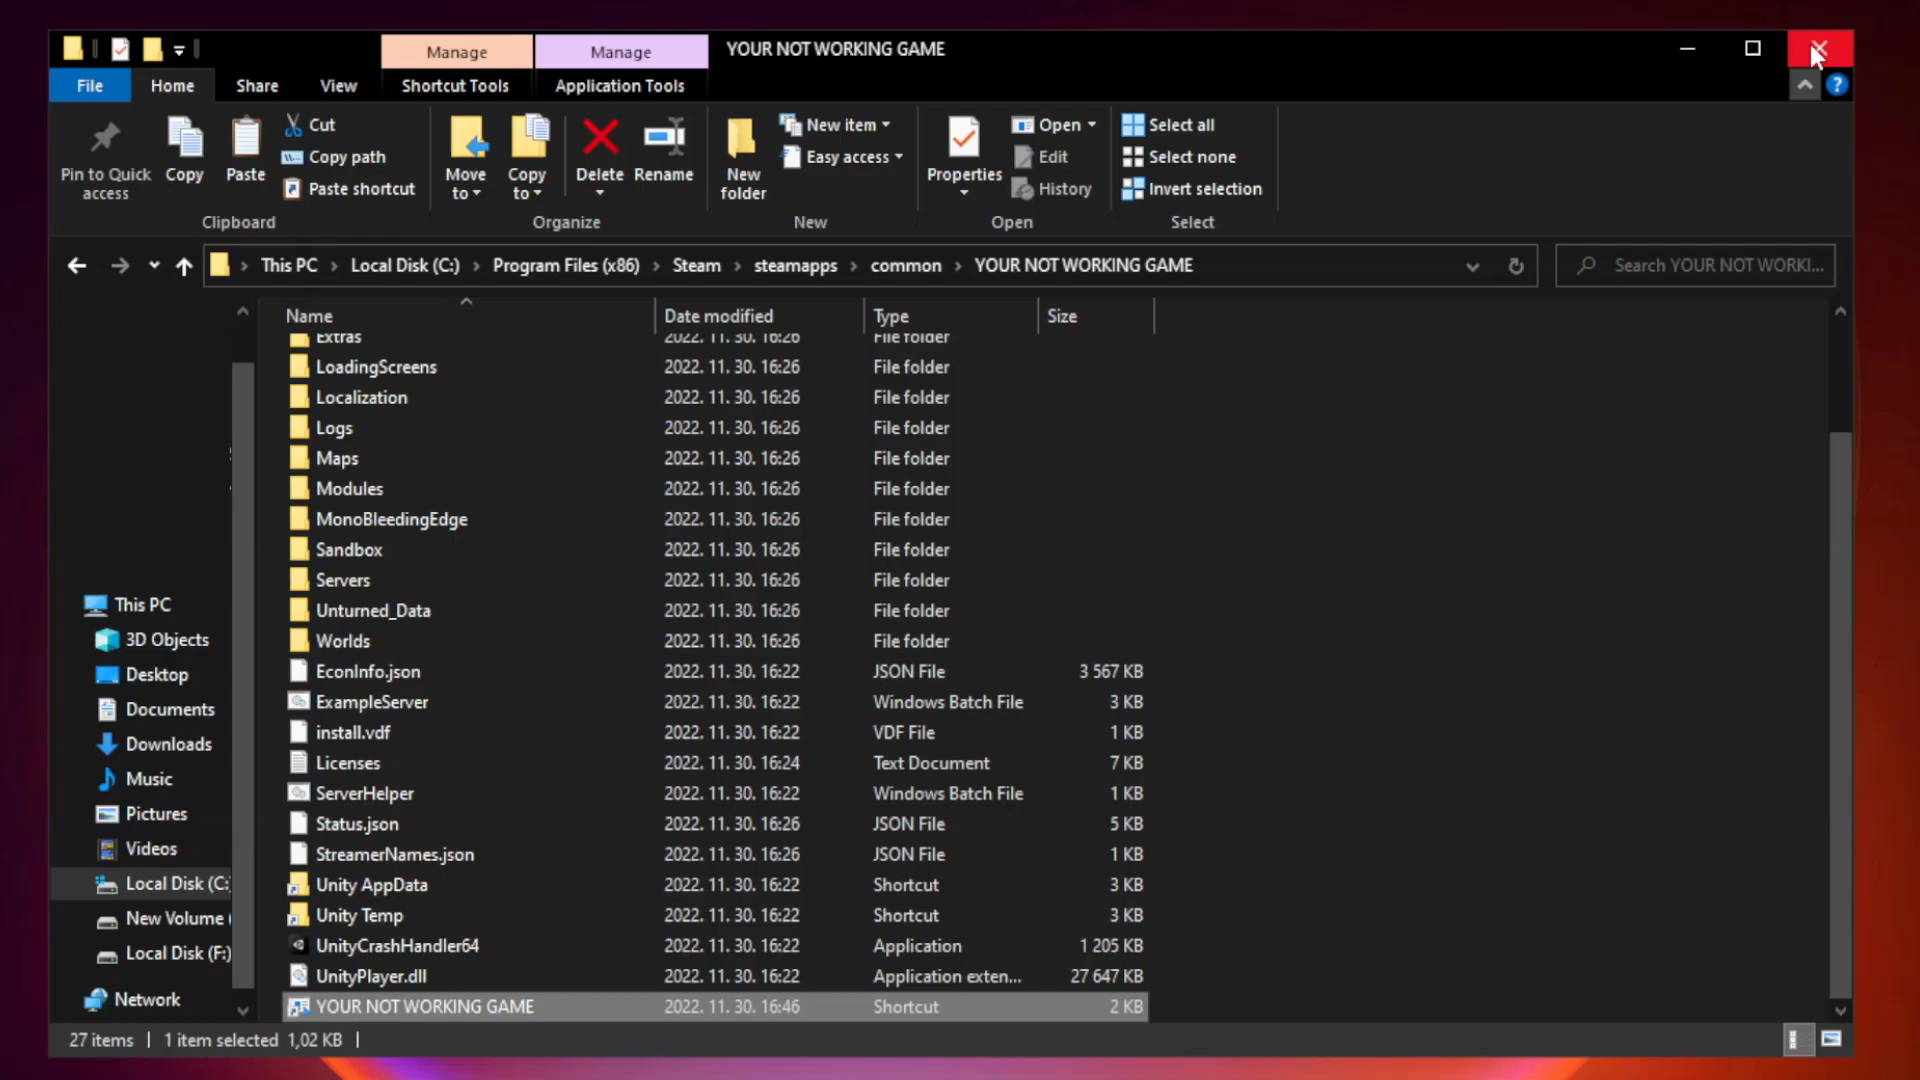 Manage Manage YOUR NOT WORKING GAME
File Home Share View Shortcut Tools Application Tools
Pin to Quick access
Copy
Paste
Cut
Copy path
Paste shortcut
Clipboard
Move to
Copy to
Delete
Rename
Organize
New folder
New item
Easy access
New
Properties
Open
Edit
History
Open
Select all
Select none
Invert selection
Select
This PC Local Disk (C:) Program Files (x86) Steam steamapps common YOUR NOT WORKING GAME
Search YOUR NOT WORKI...
This PC
3D Objects
Desktop
Documents
Downloads
Music
Pictures
Videos
Local Disk (C:)
New Volume (
Local Disk (F:)
Network
Name Date modified Type Size
Extras 2022. 11. 30. 16:26 File folder
LoadingScreens 2022. 11. 30. 16:26 File folder
Localization 2022. 11. 30. 16:26 File folder
Logs 2022. 11. 30. 16:26 File folder
Maps 2022. 11. 30. 16:26 File folder
Modules 2022. 11. 30. 16:26 File folder
MonoBleedingEdge 2022. 11. 30. 16:26 File folder
Sandbox 2022. 11. 30. 16:26 File folder
Servers 2022. 11. 30. 16:26 File folder
Unturned_Data 2022. 11. 30. 16:26 File folder
Worlds 2022. 11. 30. 16:26 File folder
EconInfo.json 2022. 11. 30. 16:22 JSON File 3 567 KB
ExampleServer 2022. 11. 30. 16:22 Windows Batch File 3 KB
install.vdf 2022. 11. 30. 16:22 VDF File 1 KB
Licenses 2022. 11. 30. 16:24 Text Document 7 KB
ServerHelper 2022. 11. 30. 16:22 Windows Batch File 1 KB
Status.json 2022. 11. 30. 16:26 JSON File 5 KB
StreamerNames.json 2022. 11. 30. 16:26 JSON File 1 KB
Unity AppData 2022. 11. 30. 16:22 Shortcut 3 KB
Unity Temp 2022. 11. 30. 16:22 Shortcut 3 KB
UnityCrashHandler64 2022. 11. 30. 16:22 Application 1 205 KB
UnityPlayer.dll 2022. 11. 30. 16:22 Application exten... 27 647 KB
YOUR NOT WORKING GAME 2022. 11. 30. 16:46 Shortcut 2 KB
27 items 1 item selected 1,02 KB